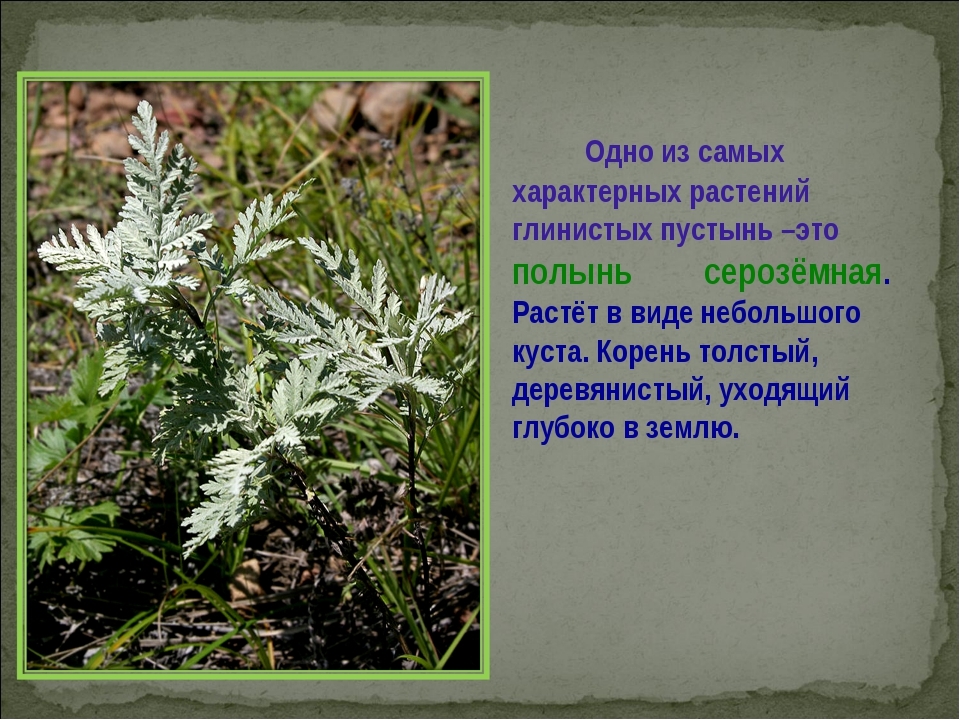 Одно из самых
характерных растений
глинистых пустынь –это
полынь серозёмная.
Растёт в виде небольшого
куста. Корень толстый,
деревянистый, уходящий
глубоко в землю.